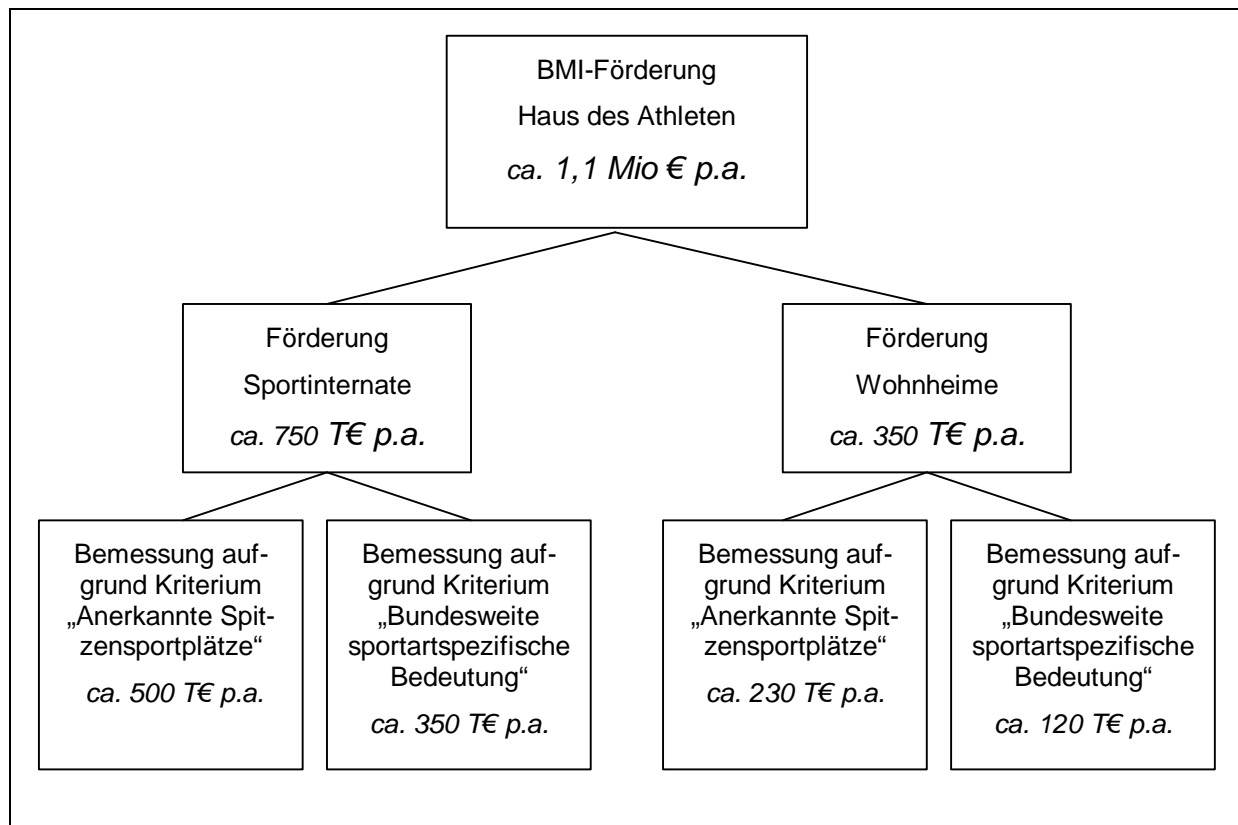 BMI-Förderung
Haus des Athleten
ca. 1,1 Mio € p.a.
Förderung
Sportinternate
ca. 750 T€ p.a.
Förderung
Wohnheime
ca. 350 T€ p.a.
Bemessung auf-
grund Kriterium
„Anerkannte Spit-
zensportplätze“
ca. 500 T€ p.a.
Bemessung auf-
grund Kriterium
„Bundesweite
sportartspezifische
Bedeutung“
ca. 350 T€ p.a.
Bemessung auf-
grund Kriterium
„Anerkannte Spit-
zensportplätze“
ca. 230 T€ p.a.
Bemessung auf-
grund Kriterium
„Bundesweite
sportartspezifische
Bedeutung“
ca. 120 T€ p.a.